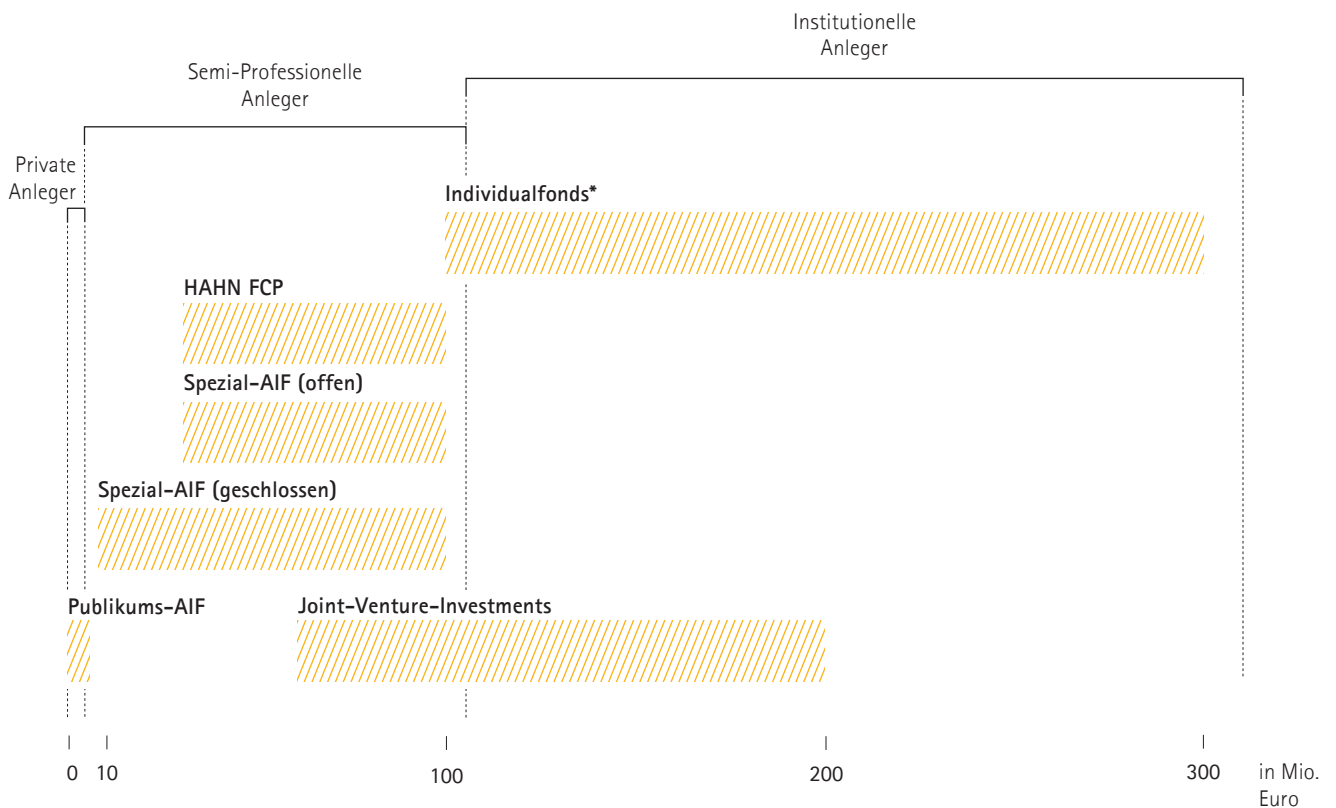 Institutionelle
Anleger
Semi-Professionelle
Anleger
Private
Anleger
Individualfonds*
HAHN FCP
Spezial-AIF (offen)
Spezial-AIF (geschlossen)
Publikums-AIF
Joint-Venture-Investments
0 10 100 200 300 in Mio.
Euro